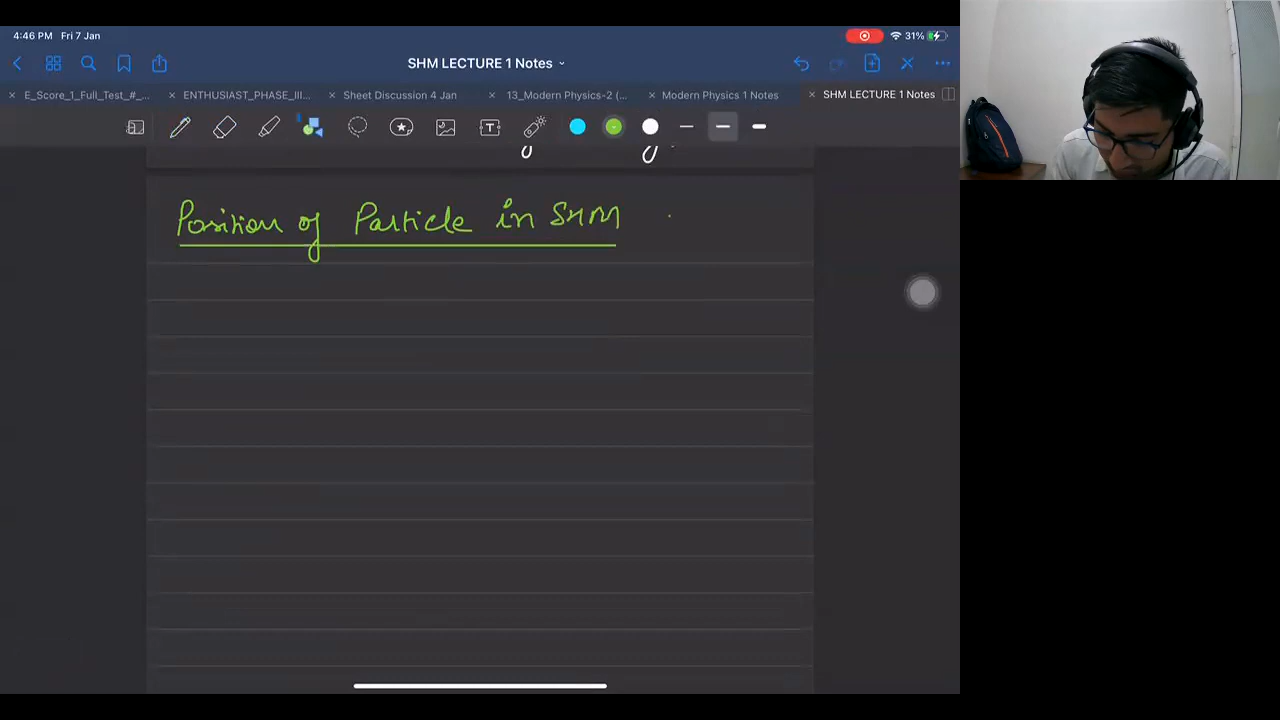 4:46 PM Fri 7 Jan 31%
SHM LECTURE 1 Notes
E_Score_1_Full_Test_#_... ENTHUSIAST_PHASE_III... Sheet Discussion 4 Jan 13_Modern Physics-2 (... Modern Physics 1 Notes SHM LECTURE 1 Notes
Position of Particle in SHM